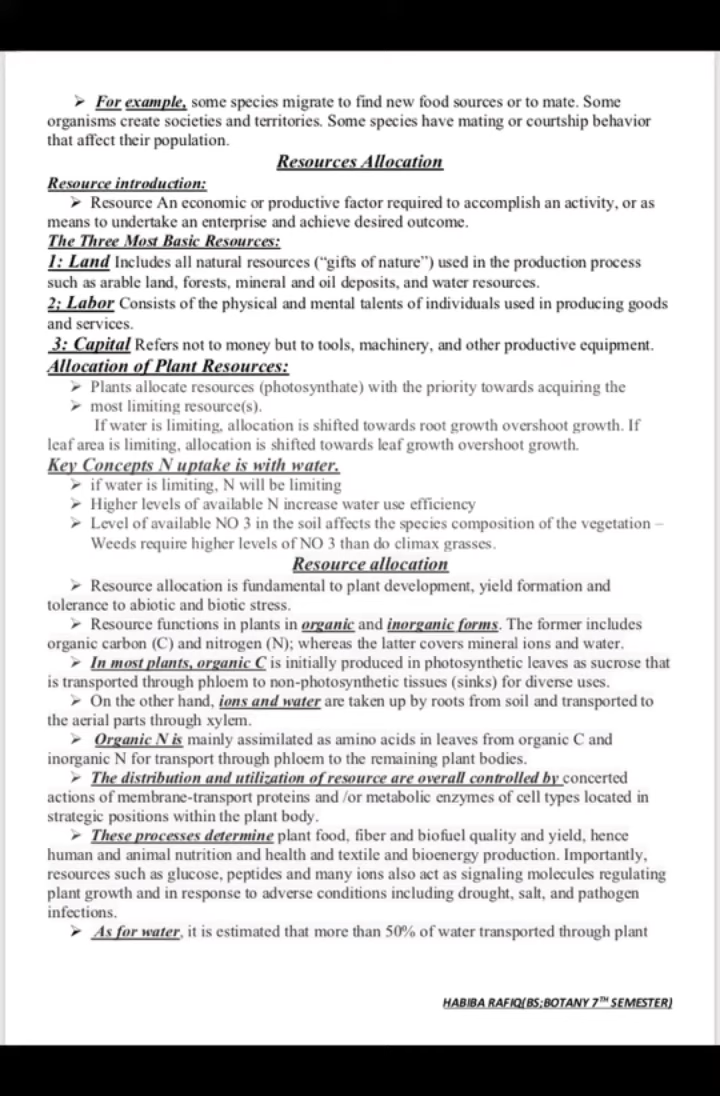 ➢ For example, some species migrate to find new food sources or to mate. Some
organisms create societies and territories. Some species have mating or courtship behavior
that affect their population.
Resources Allocation
Resource introduction:
➢ Resource An economic or productive factor required to accomplish an activity, or as
means to undertake an enterprise and achieve desired outcome.
The Three Most Basic Resources:
1: Land Includes all natural resources (“gifts of nature”) used in the production process
such as arable land, forests, mineral and oil deposits, and water resources.
2; Labor Consists of the physical and mental talents of individuals used in producing goods
and services.
3: Capital Refers not to money but to tools, machinery, and other productive equipment.
Allocation of Plant Resources:
➢ Plants allocate resources (photosynthate) with the priority towards acquiring the
➢ most limiting resource(s).
If water is limiting, allocation is shifted towards root growth overshoot growth. If
leaf area is limiting, allocation is shifted towards leaf growth overshoot growth.
Key Concepts N uptake is with water.
➢ if water is limiting, N will be limiting
➢ Higher levels of available N increase water use efficiency
➢ Level of available NO 3 in the soil affects the species composition of the vegetation –
Weeds require higher levels of NO 3 than do climax grasses.
Resource allocation
➢ Resource allocation is fundamental to plant development, yield formation and
tolerance to abiotic and biotic stress.
➢ Resource functions in plants in organic and inorganic forms. The former includes
organic carbon (C) and nitrogen (N); whereas the latter covers mineral ions and water.
➢ In most plants, organic C is initially produced in photosynthetic leaves as sucrose that
is transported through phloem to non-photosynthetic tissues (sinks) for diverse uses.
➢ On the other hand, ions and water are taken up by roots from soil and transported to
the aerial parts through xylem.
➢ Organic N is mainly assimilated as amino acids in leaves from organic C and
inorganic N for transport through phloem to the remaining plant bodies.
➢ The distribution and utilization of resource are overall controlled by concerted
actions of membrane-transport proteins and /or metabolic enzymes of cell types located in
strategic positions within the plant body.
➢ These processes determine plant food, fiber and biofuel quality and yield, hence
human and animal nutrition and health and textile and bioenergy production. Importantly,
resources such as glucose, peptides and many ions also act as signaling molecules regulating
plant growth and in response to adverse conditions including drought, salt, and pathogen
infections.
➢ As for water, it is estimated that more than 50% of water transported through plant
HABIBA RAFIQ(BS;BOTANY 7TH SEMESTER)